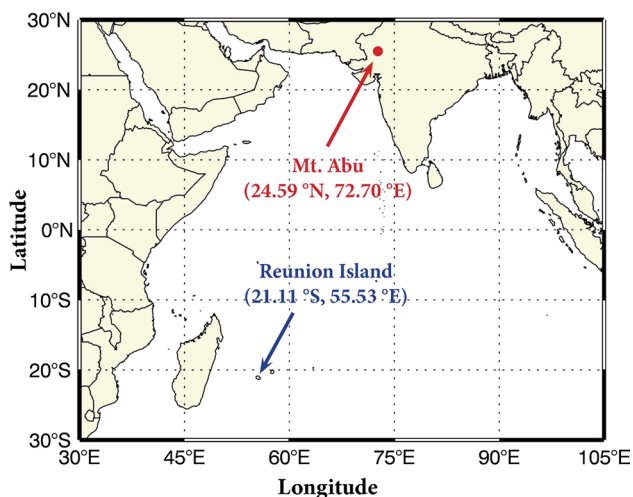 30°N
20°N
10°N
0°N
10°S
20°S
30°S
Latitude
Mt. Abu
(24.59 °N, 72.70 °E)
Reunion Island
(21.11 °S, 55.53 °E)
30°E 45°E 60°E 75°E 90°E 105°E
Longitude